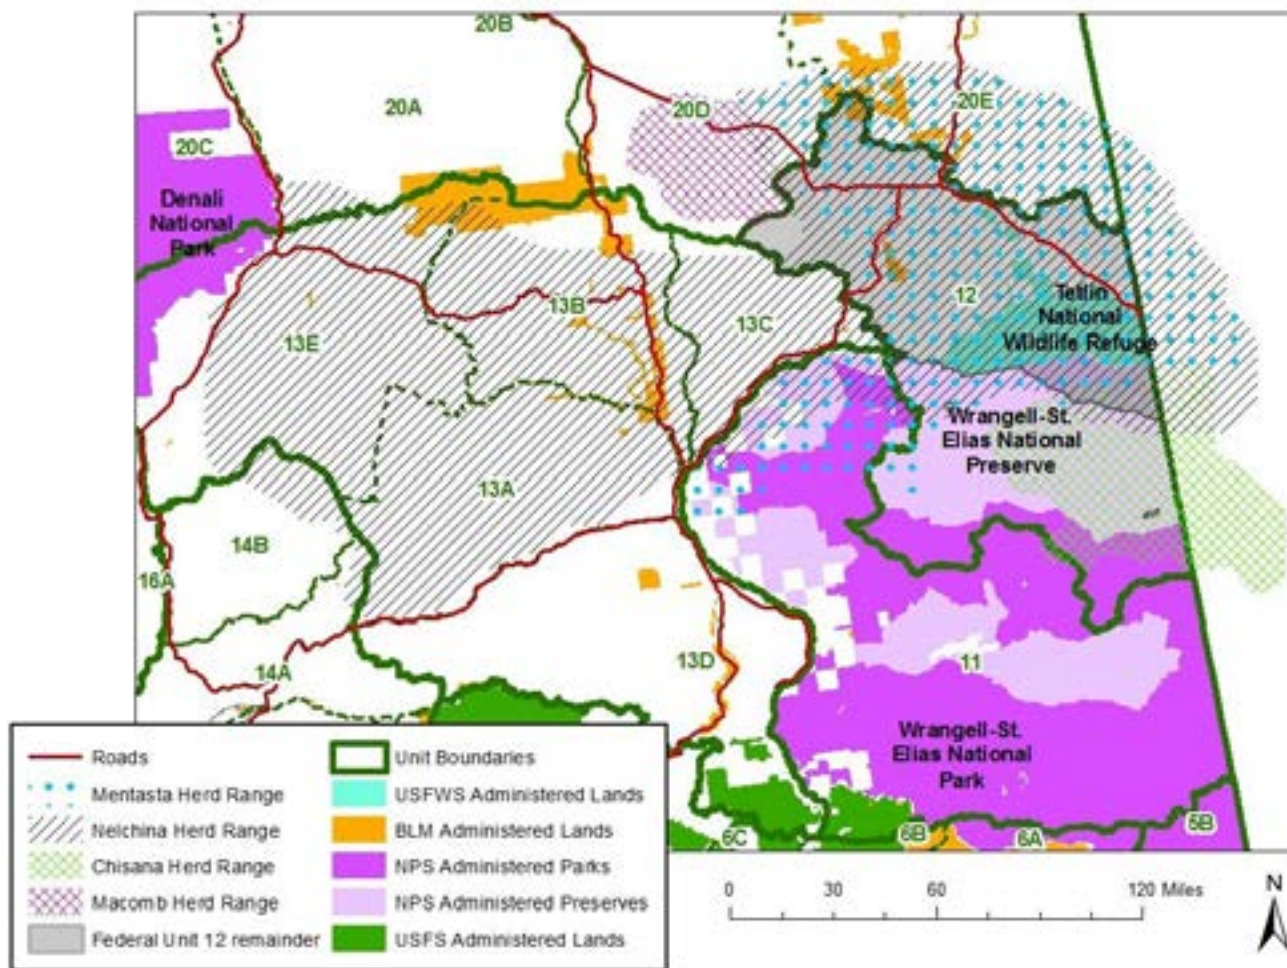 20B
20A
20D
20E
20C
Denali
National
Park
13B
13C
12
Tetlin
National
Wildlife Refuge
13E
Wrangell-St.
Elias National
Preserve
13A
14B
16A
14A
13D
11
Wrangell-St.
Elias National
Park
6C
6B
6A
5B
Roads
Mentasta Herd Range
Nelchina Herd Range
Chisana Herd Range
Macomb Herd Range
Federal Unit 12 remainder
Unit Boundaries
USFWS Administered Lands
BLM Administered Lands
NPS Administered Parks
NPS Administered Preserves
USFS Administered Lands
0 30 60 120 Miles
N